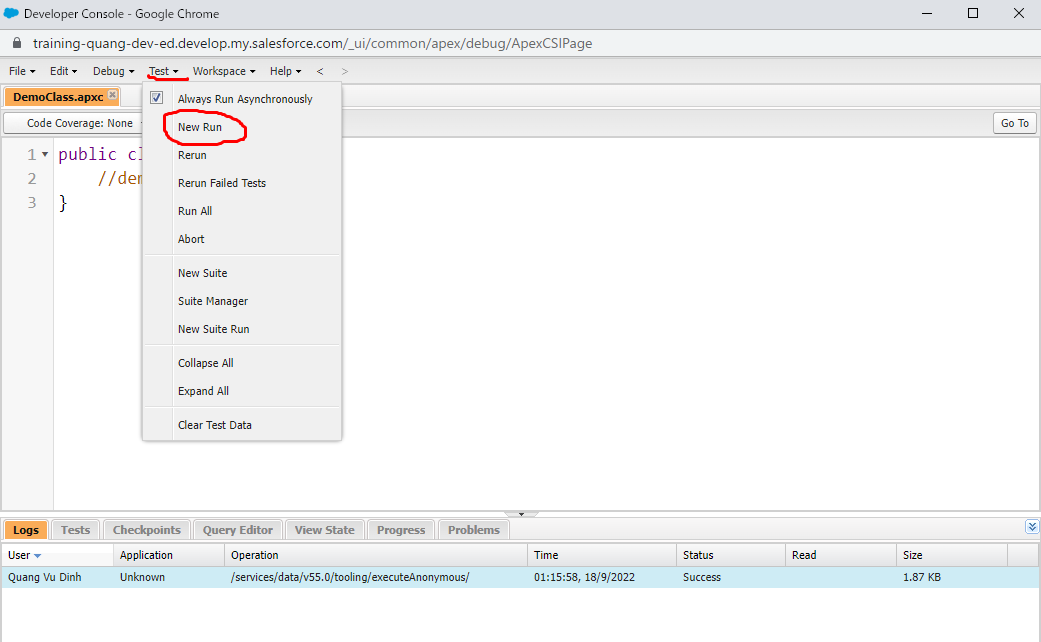 Developer Console - Google Chrome
training-quang-dev-ed.develop.my.salesforce.com/_ui/common/apex/debug/ApexCSIPage
File Edit Debug Test Workspace Help < >
DemoClass.apxc
Code Coverage: None Go To
Always Run Asynchronously
New Run
Rerun
Rerun Failed Tests
Run All
Abort
New Suite
Suite Manager
New Suite Run
Collapse All
Expand All
Clear Test Data
1 public
2 //
3 }
Logs Tests Checkpoints Query Editor View State Progress Problems
User Application Operation Time Status Read Size
Quang Vu Dinh Unknown /services/data/v55.0/tooling/executeAnonymous/ 01:15:58, 18/9/2022 Success 1.87 KB